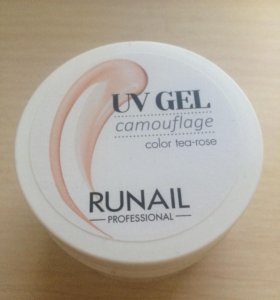 UV GEL
camouflage
color tea-rose
RUNAIL
PROFESSIONAL